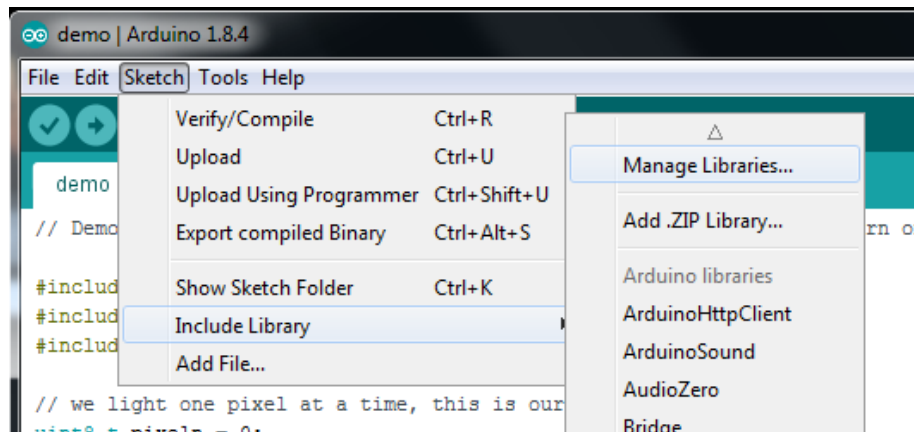 demo | Arduino 1.8.4
File Edit Sketch Tools Help
Verify/Compile Ctrl+R
Upload Ctrl+U
Upload Using Programmer Ctrl+Shift+U
Export compiled Binary Ctrl+Alt+S
Show Sketch Folder Ctrl+K
Include Library
Add File...
Manage Libraries...
Add .ZIP Library...
Arduino libraries
ArduinoHttpClient
ArduinoSound
AudioZero
Bridge
demo
// Demo
#includ
#includ
#includ
// we light one pixel at a time, this is our
uint8_t pixeln = 0;